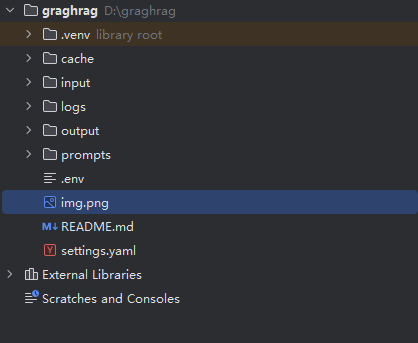 graghrag D:\graghrag
.venv library root
cache
input
logs
output
prompts
.env
img.png
M↓ README.md
Y settings.yaml
External Libraries
Scratches and Consoles